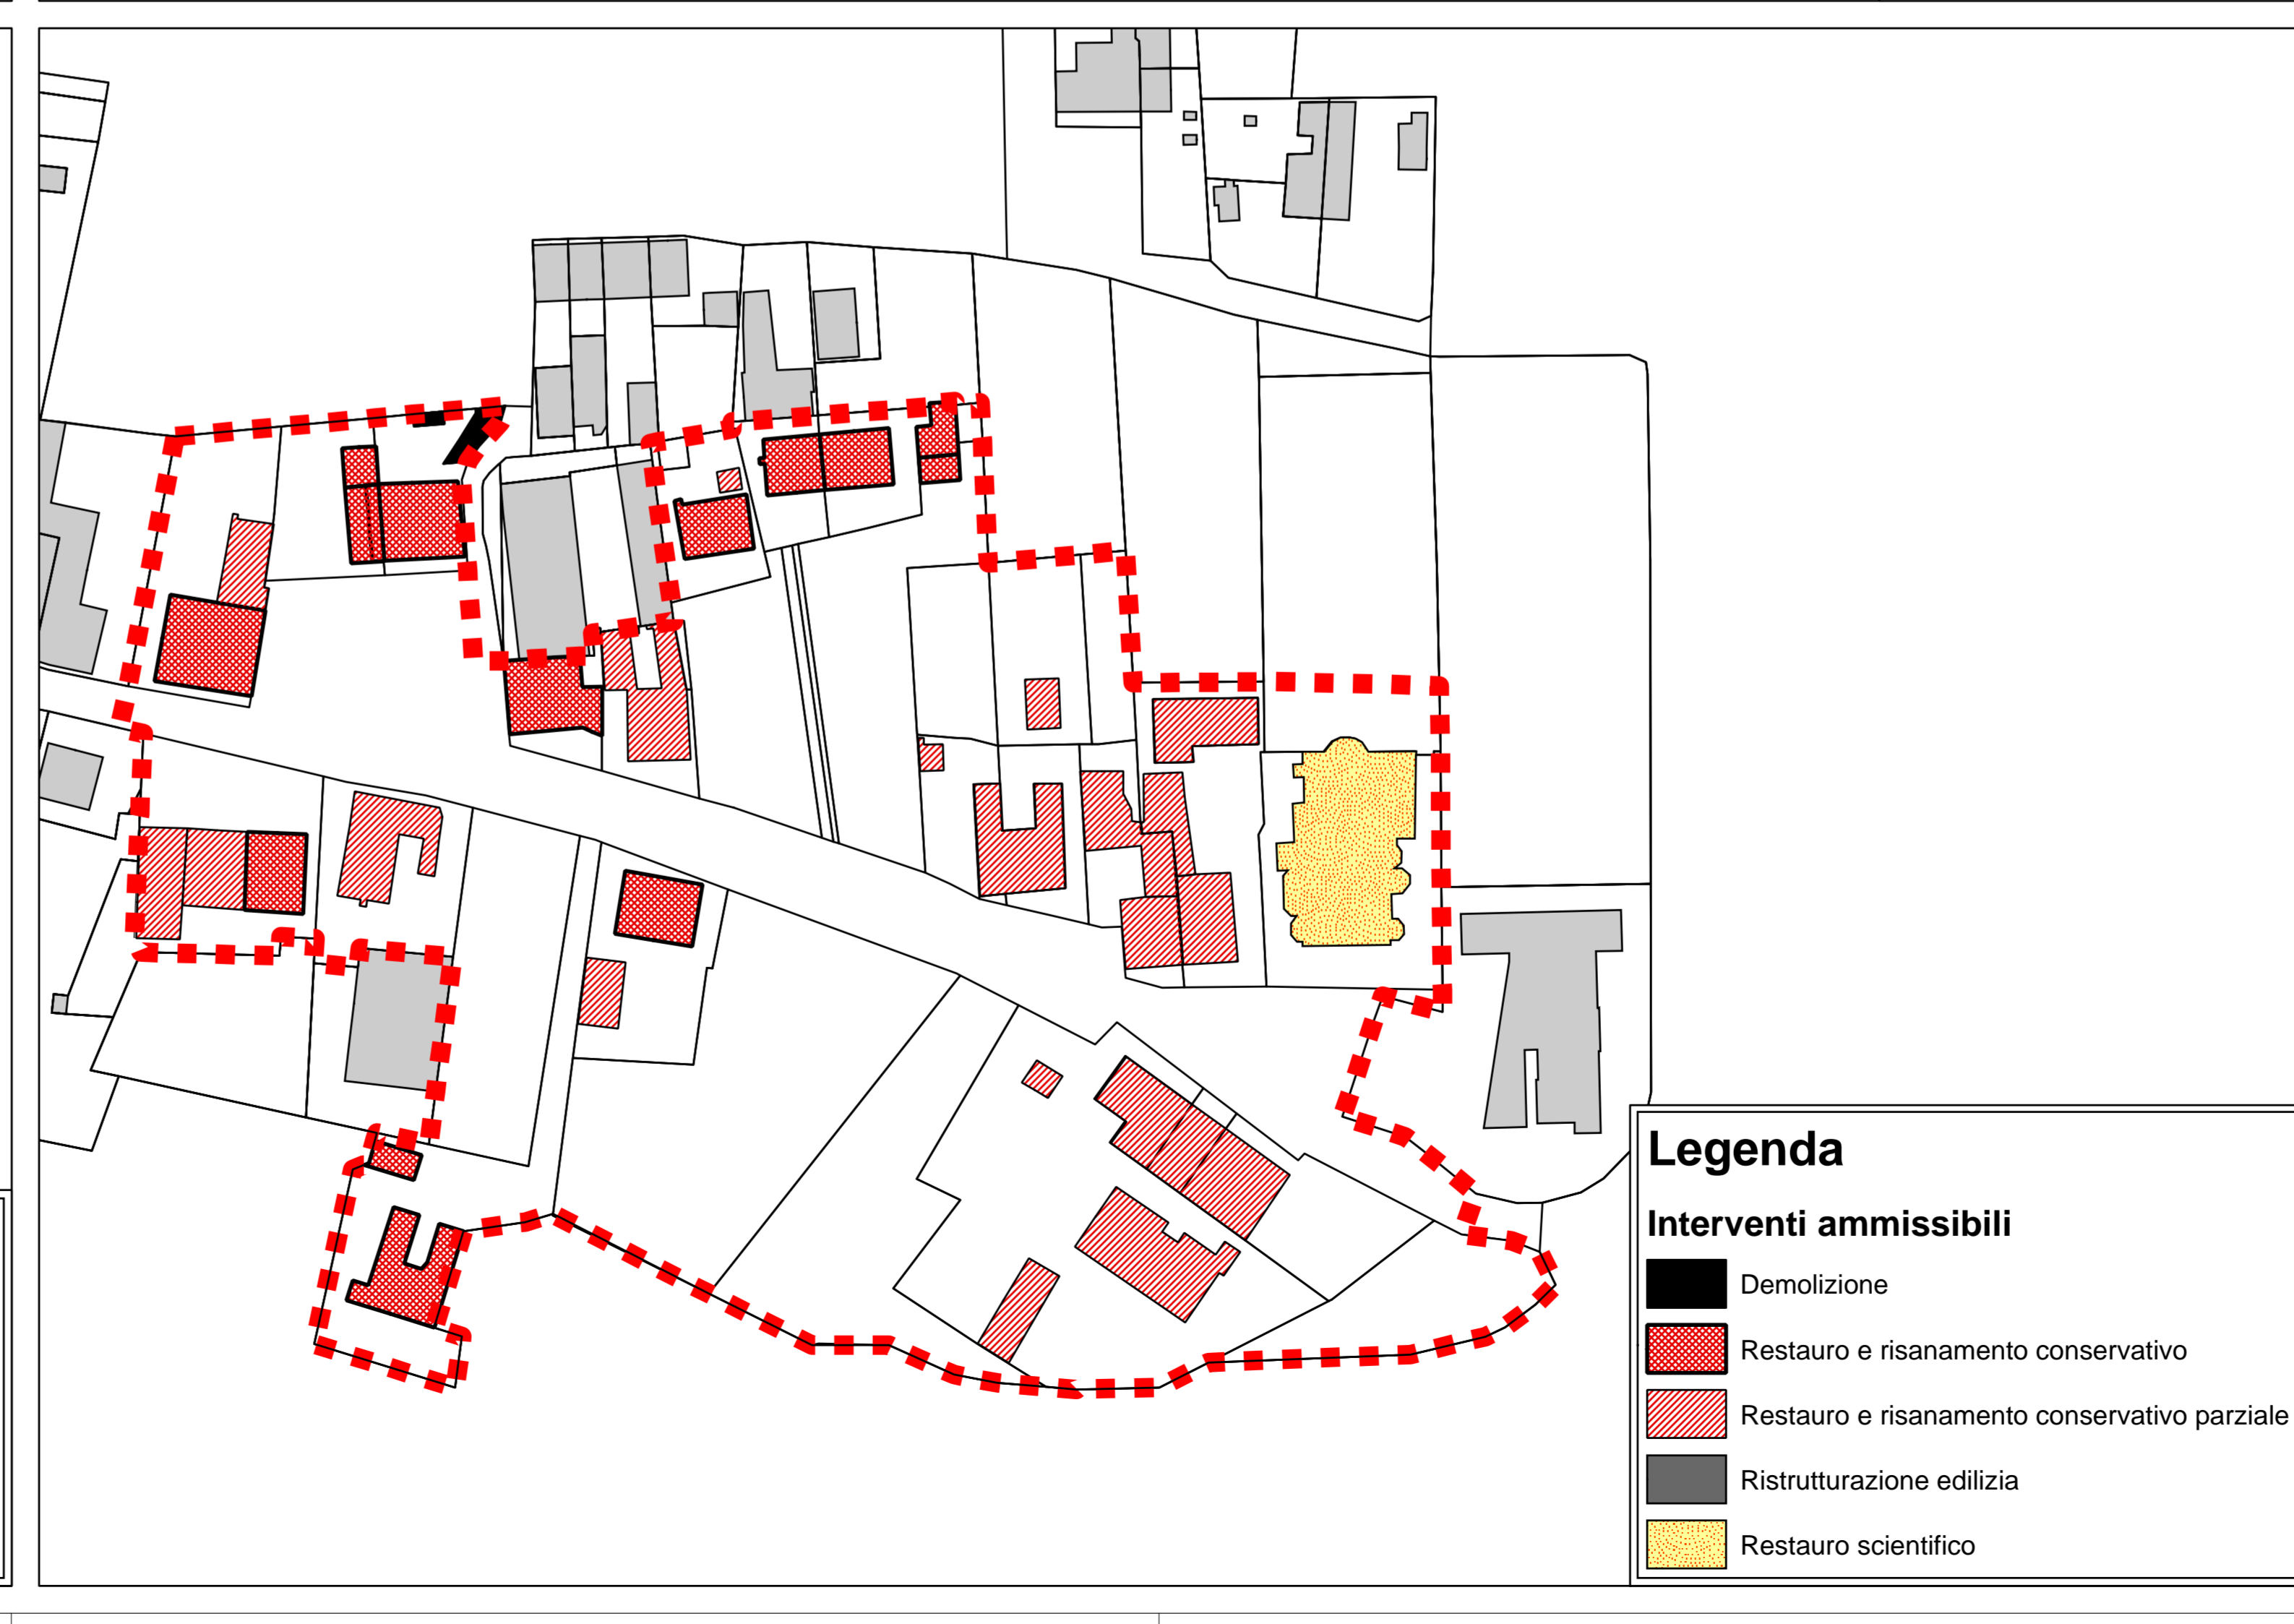 Legenda
Interventi ammissibili
Demolizione
Restauro e risanamento conservativo
Restauro e risanamento conservativo parziale
Ristrutturazione edilizia
Restauro scientifico